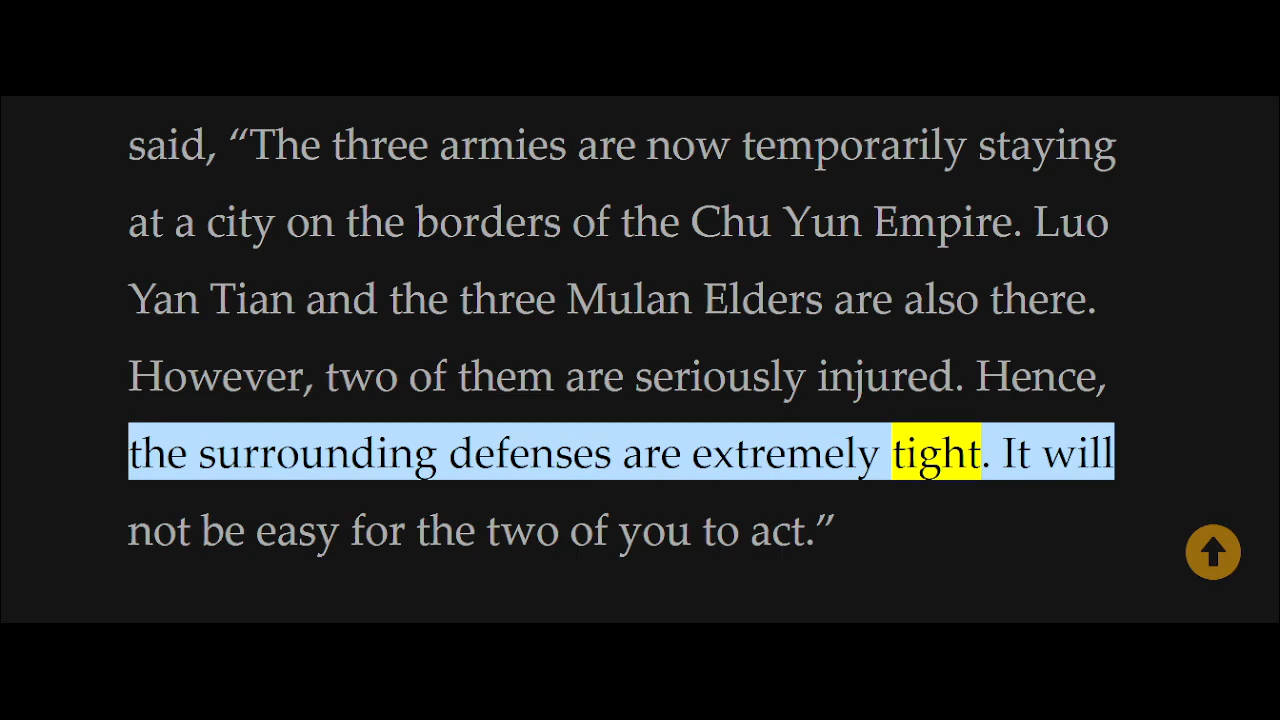 said, “The three armies are now temporarily staying
at a city on the borders of the Chu Yun Empire. Luo
Yan Tian and the three Mulan Elders are also there.
However, two of them are seriously injured. Hence,
the surrounding defenses are extremely tight. It will
not be easy for the two of you to act.”